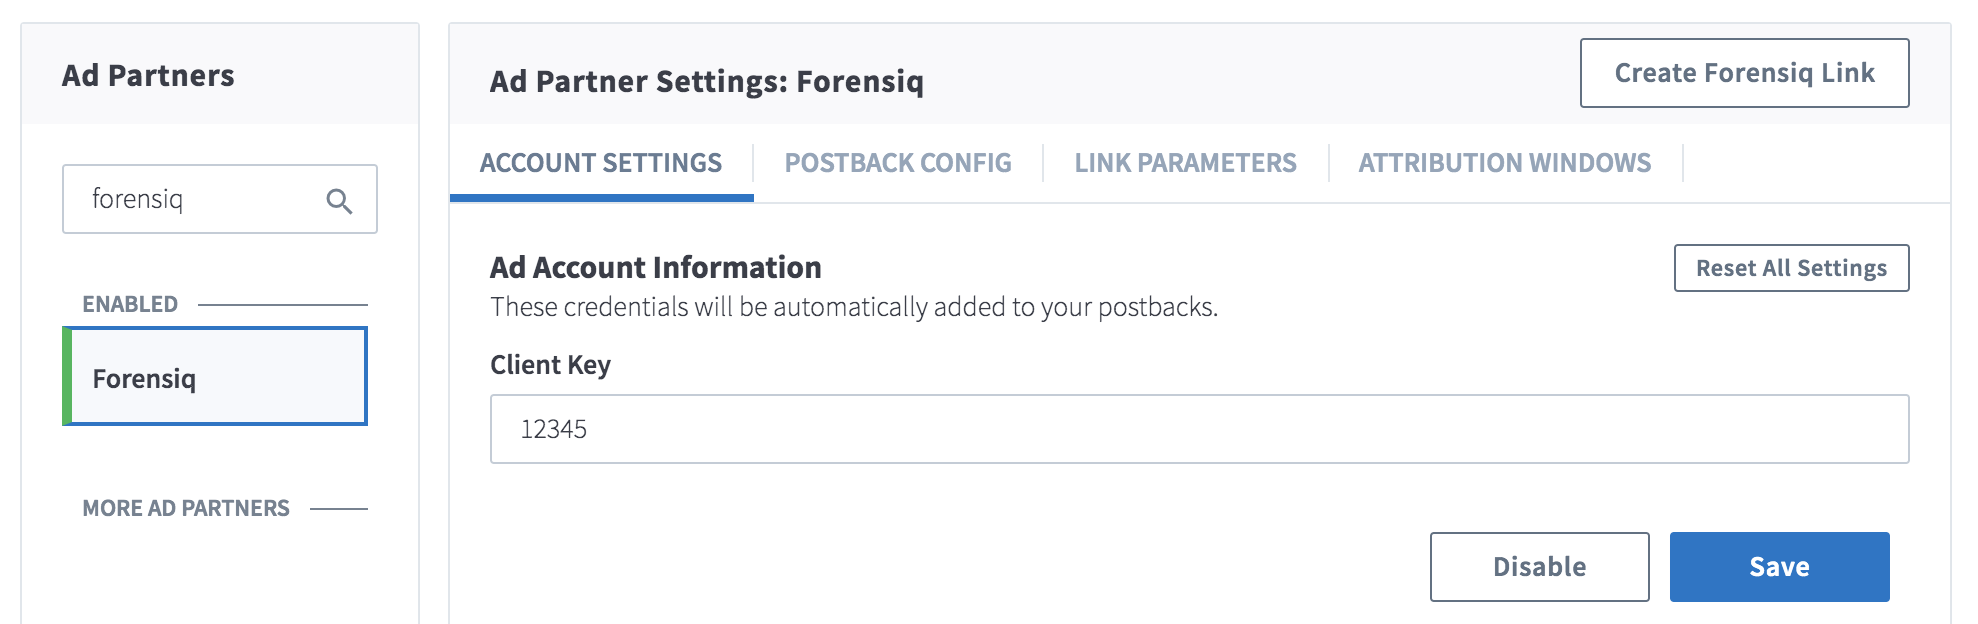 Ad Partners
forensiq
ENABLED
Forensiq
MORE AD PARTNERS
Ad Partner Settings: Forensiq
Create Forensiq Link
ACCOUNT SETTINGS
POSTBACK CONFIG
LINK PARAMETERS
ATTRIBUTION WINDOWS
Ad Account Information
Reset All Settings
These credentials will be automatically added to your postbacks.
Client Key
12345
Disable
Save